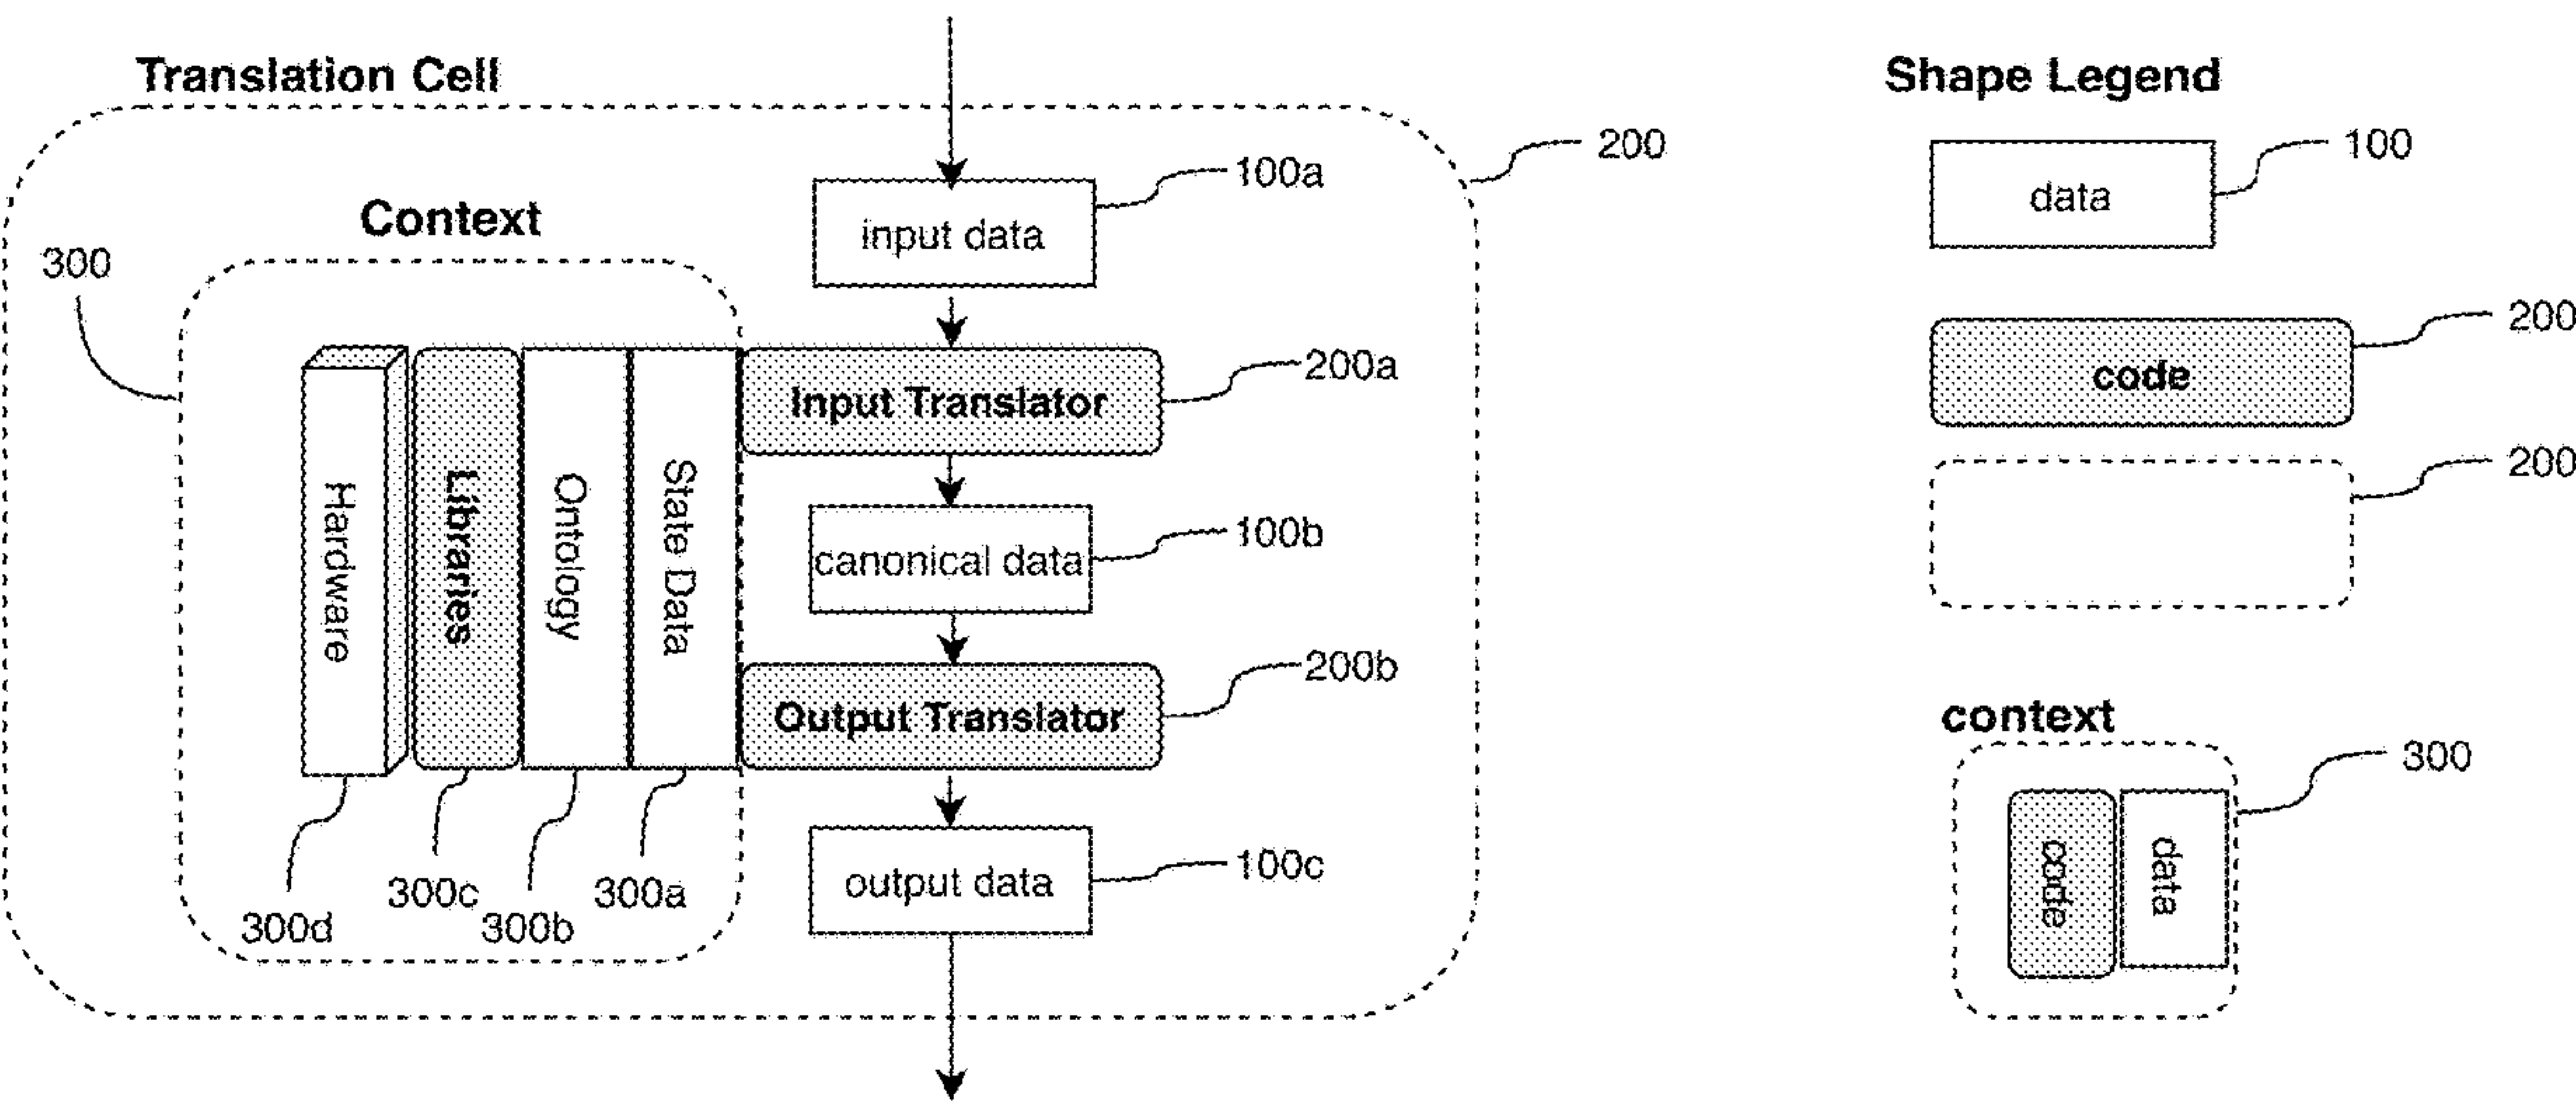 Translation Cell
200
100a
input data
Context
300
Input Translator
200a
Hardware
Libraries
Ontology
State Data
canonical data
100b
Output Translator
200b
output data
100c
300d
300c
300b
300a
Shape Legend
data
100
code
200
200
context
300
code
data